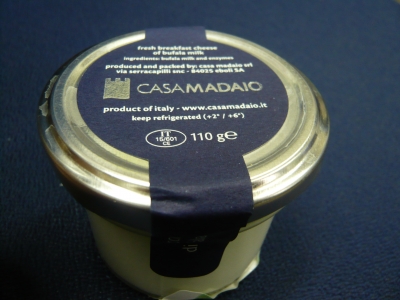 fresh breakfast cheese
of bufala milk
ingredients: bufala milk and enzymes
produced and packed by: casa madaio srl
via serracapilli snc - 84025 eboli SA
CASAMADAIO
product of italy - www.casamadaio.it
keep refrigerated (+2° / +6°)
IT
15/601
CE
110 g℮